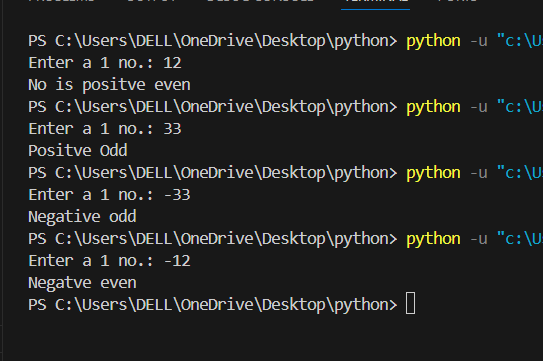 PS C:\Users\DELL\OneDrive\Desktop\python> python -u "c:\U
Enter a 1 no.: 12
No is positve even
PS C:\Users\DELL\OneDrive\Desktop\python> python -u "c:\U
Enter a 1 no.: 33
Positve Odd
PS C:\Users\DELL\OneDrive\Desktop\python> python -u "c:\U
Enter a 1 no.: -33
Negative odd
PS C:\Users\DELL\OneDrive\Desktop\python> python -u "c:\U
Enter a 1 no.: -12
Negatve even
PS C:\Users\DELL\OneDrive\Desktop\python>